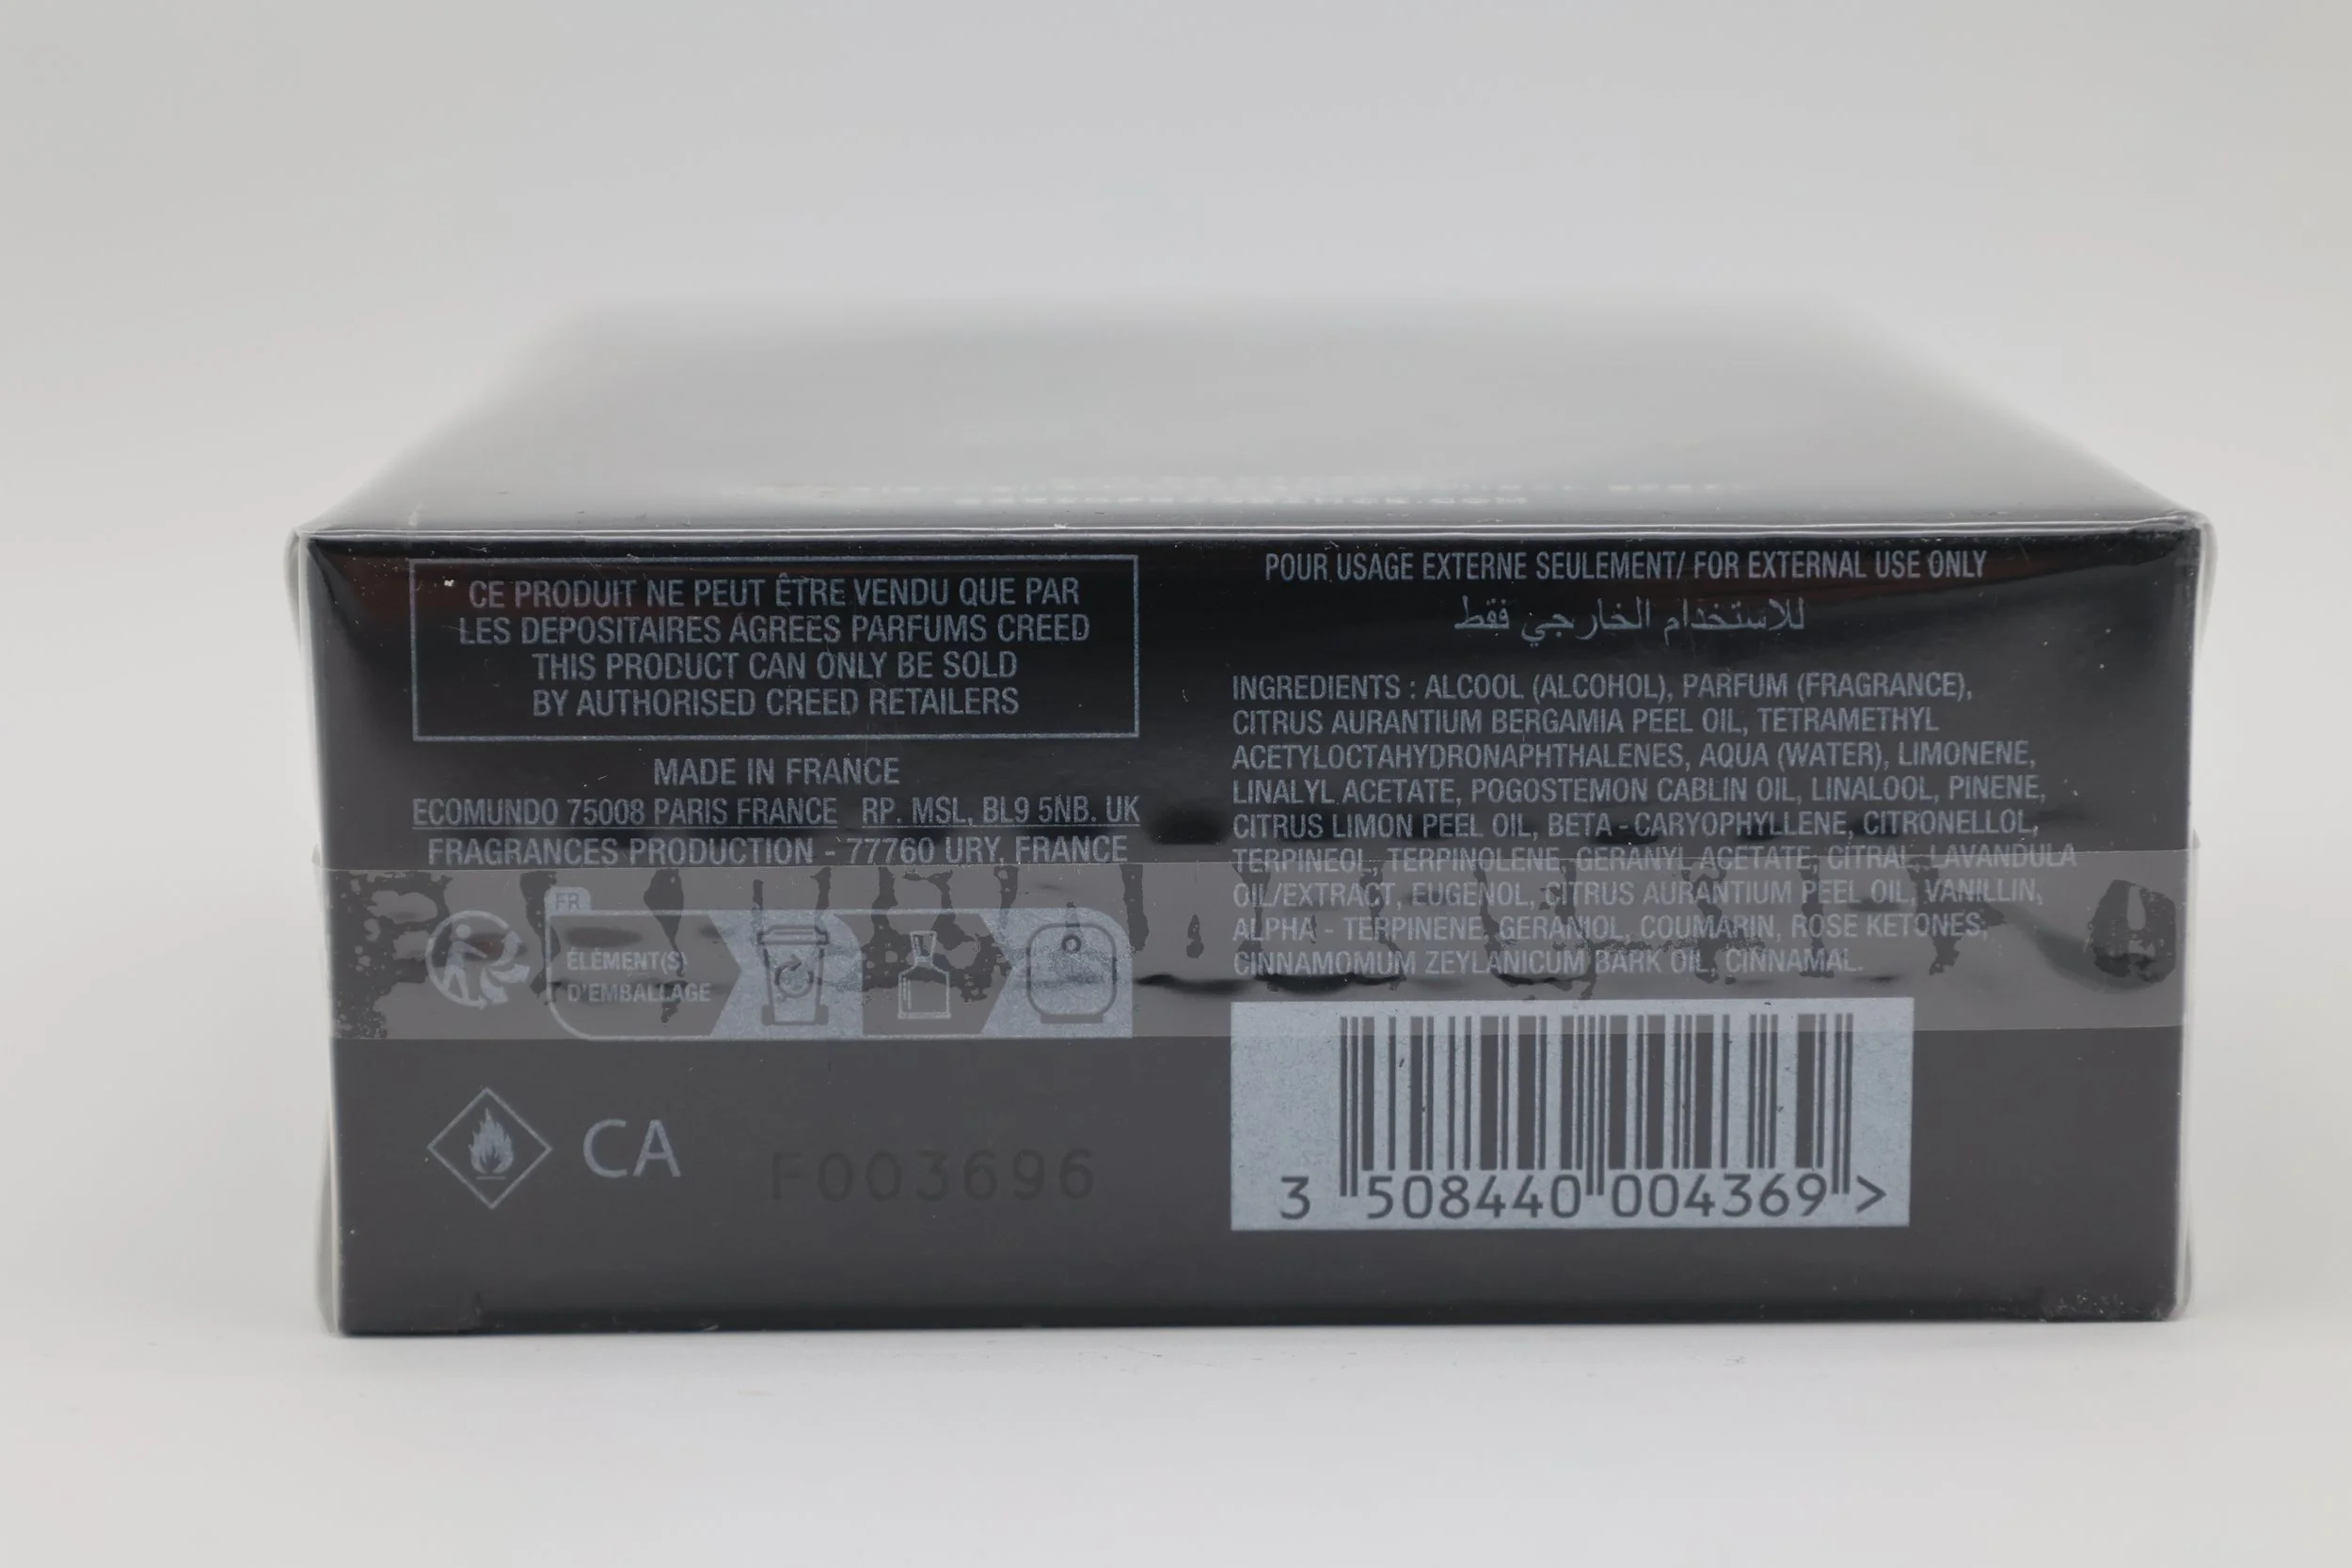 CE PRODUIT NE PEUT ÊTRE VENDU QUE PAR
LES DEPOSITAIRES AGREES PARFUMS CREED
THIS PRODUCT CAN ONLY BE SOLD
BY AUTHORISED CREED RETAILERS
MADE IN FRANCE
ECOMUNDO 75008 PARIS FRANCE RP. MSL, BL9 5NB. UK
FRAGRANCES PRODUCTION - 77760 URY, FRANCE
FR
ÉLÉMENT(S)
D'EMBALLAGE
CA
F003696
POUR USAGE EXTERNE SEULEMENT/ FOR EXTERNAL USE ONLY
للاستخدام الخارجي فقط
INGREDIENTS : ALCOOL (ALCOHOL), PARFUM (FRAGRANCE),
CITRUS AURANTIUM BERGAMIA PEEL OIL, TETRAMETHYL
ACETYLOCTAHYDRONAPHTHALENES, AQUA (WATER), LIMONENE,
LINALYL ACETATE, POGOSTEMON CABLIN OIL, LINALOOL, PINENE,
CITRUS LIMON PEEL OIL, BETA - CARYOPHYLLENE, CITRONELLOL,
TERPINEOL, TERPINOLENE, GERANYL ACETATE, CITRAL, LAVANDULA
OIL/EXTRACT, EUGENOL, CITRUS AURANTIUM PEEL OIL, VANILLIN,
ALPHA - TERPINENE, GERANIOL, COUMARIN, ROSE KETONES,
CINNAMOMUM ZEYLANICUM BARK OIL, CINNAMAL.
3 508440 004369 >